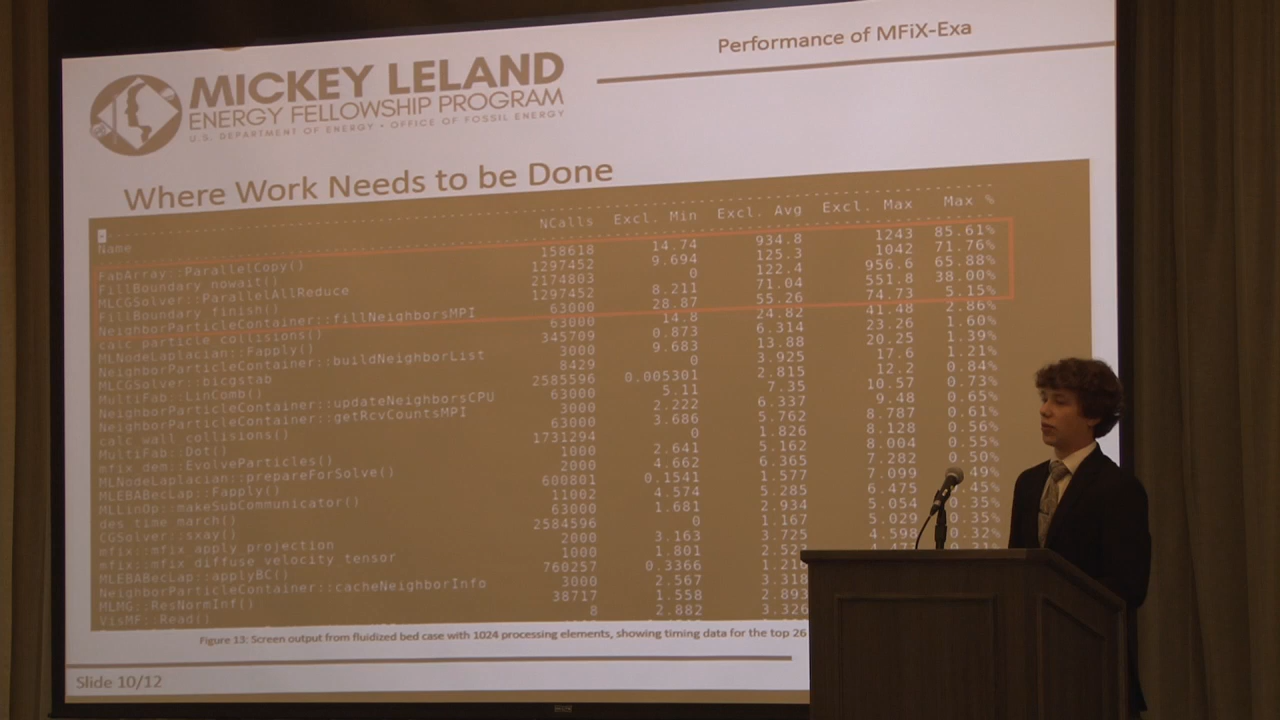 MICKEY LELAND
ENERGY FELLOWSHIP PROGRAM
U.S. DEPARTMENT OF ENERGY • OFFICE OF FOSSIL ENERGY
Performance of MFiX-Exa
Where Work Needs to be Done
Name NCalls Excl. Min Excl. Avg Excl. Max Max %
FabArray::ParallelCopy() 158618 14.74 934.8 1243 85.61%
FillBoundary_nowait() 1297452 9.694 125.3 1042 71.76%
MLCGSolver::ParallelAllReduce 2174803 0 122.4 956.6 65.88%
FillBoundary_finish() 1297452 8.211 71.04 551.8 38.00%
NeighborParticleContainer::fillNeighborsMPI 63000 28.87 55.26 74.73 5.15%
calc_particle_collisions() 63000 14.8 24.82 41.48 2.86%
MLNodeLaplacian::Fapply() 345709 0.873 6.314 23.26 1.60%
NeighborParticleContainer::buildNeighborList 3000 9.683 13.88 20.25 1.39%
MLCGSolver::bicgstab 8429 0 3.925 17.6 1.21%
MultiFab::LinComb() 2585596 0.005301 2.815 12.2 0.84%
NeighborParticleContainer::updateNeighborsCPU 63000 5.11 7.35 10.57 0.73%
NeighborParticleContainer::getRcvCountsMPI 3000 2.222 6.337 9.48 0.65%
calc_wall_collisions() 63000 3.686 5.762 8.787 0.61%
MultiFab::Dot() 1731294 0 1.826 8.128 0.56%
mfix_dem::EvolveParticles() 1000 2.641 5.162 8.004 0.55%
MLNodeLaplacian::prepareForSolve() 2000 4.662 6.365 7.282 0.50%
MLEBABecLap::Fapply() 600801 0.1541 1.577 7.099 .49%
MLLinOp::makeSubCommunicator() 11002 4.574 5.285 6.475 .45%
des_time_march() 63000 1.681 2.934 5.054 0.35%
CGSolver::sxay() 2584596 0 1.167 5.029 0.35%
mfix::mfix_apply_projection 2000 3.163 3.725 4.598 0.32%
mfix::mfix_diffuse_velocity_tensor 1000 1.801
MLEBABecLap::applyBC() 760257 0.3366
NeighborParticleContainer::cacheNeighborInfo 3000 2.567 3.318
MLMG::ResNormInf() 38717 1.558 2.893
VisMF::Read() 8 2.882 3.326
Figure 13: Screen output from fluidized bed case with 1024 processing elements, showing timing data for the top 26
Slide 10/12